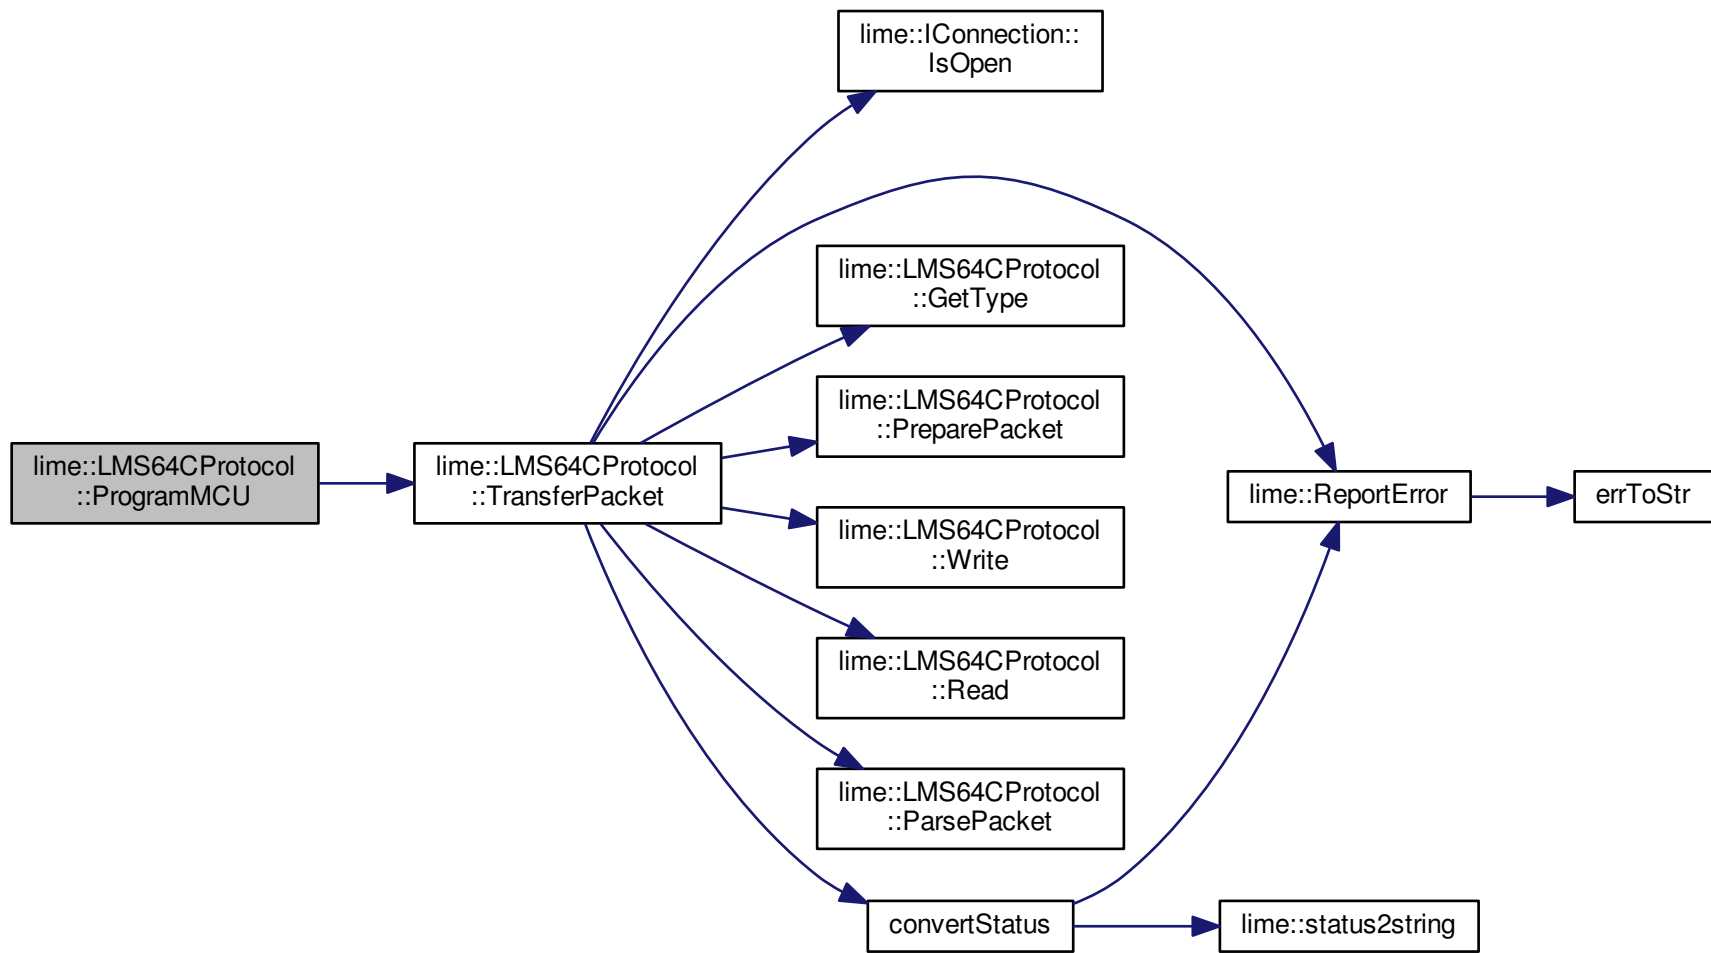 lime::IConnection::
IsOpen
lime::LMS64CProtocol
::GetType
lime::LMS64CProtocol
::PreparePacket
lime::LMS64CProtocol
::ProgramMCU
lime::LMS64CProtocol
::TransferPacket
lime::ReportError
errToStr
lime::LMS64CProtocol
::Write
lime::LMS64CProtocol
::Read
lime::LMS64CProtocol
::ParsePacket
convertStatus
lime::status2string